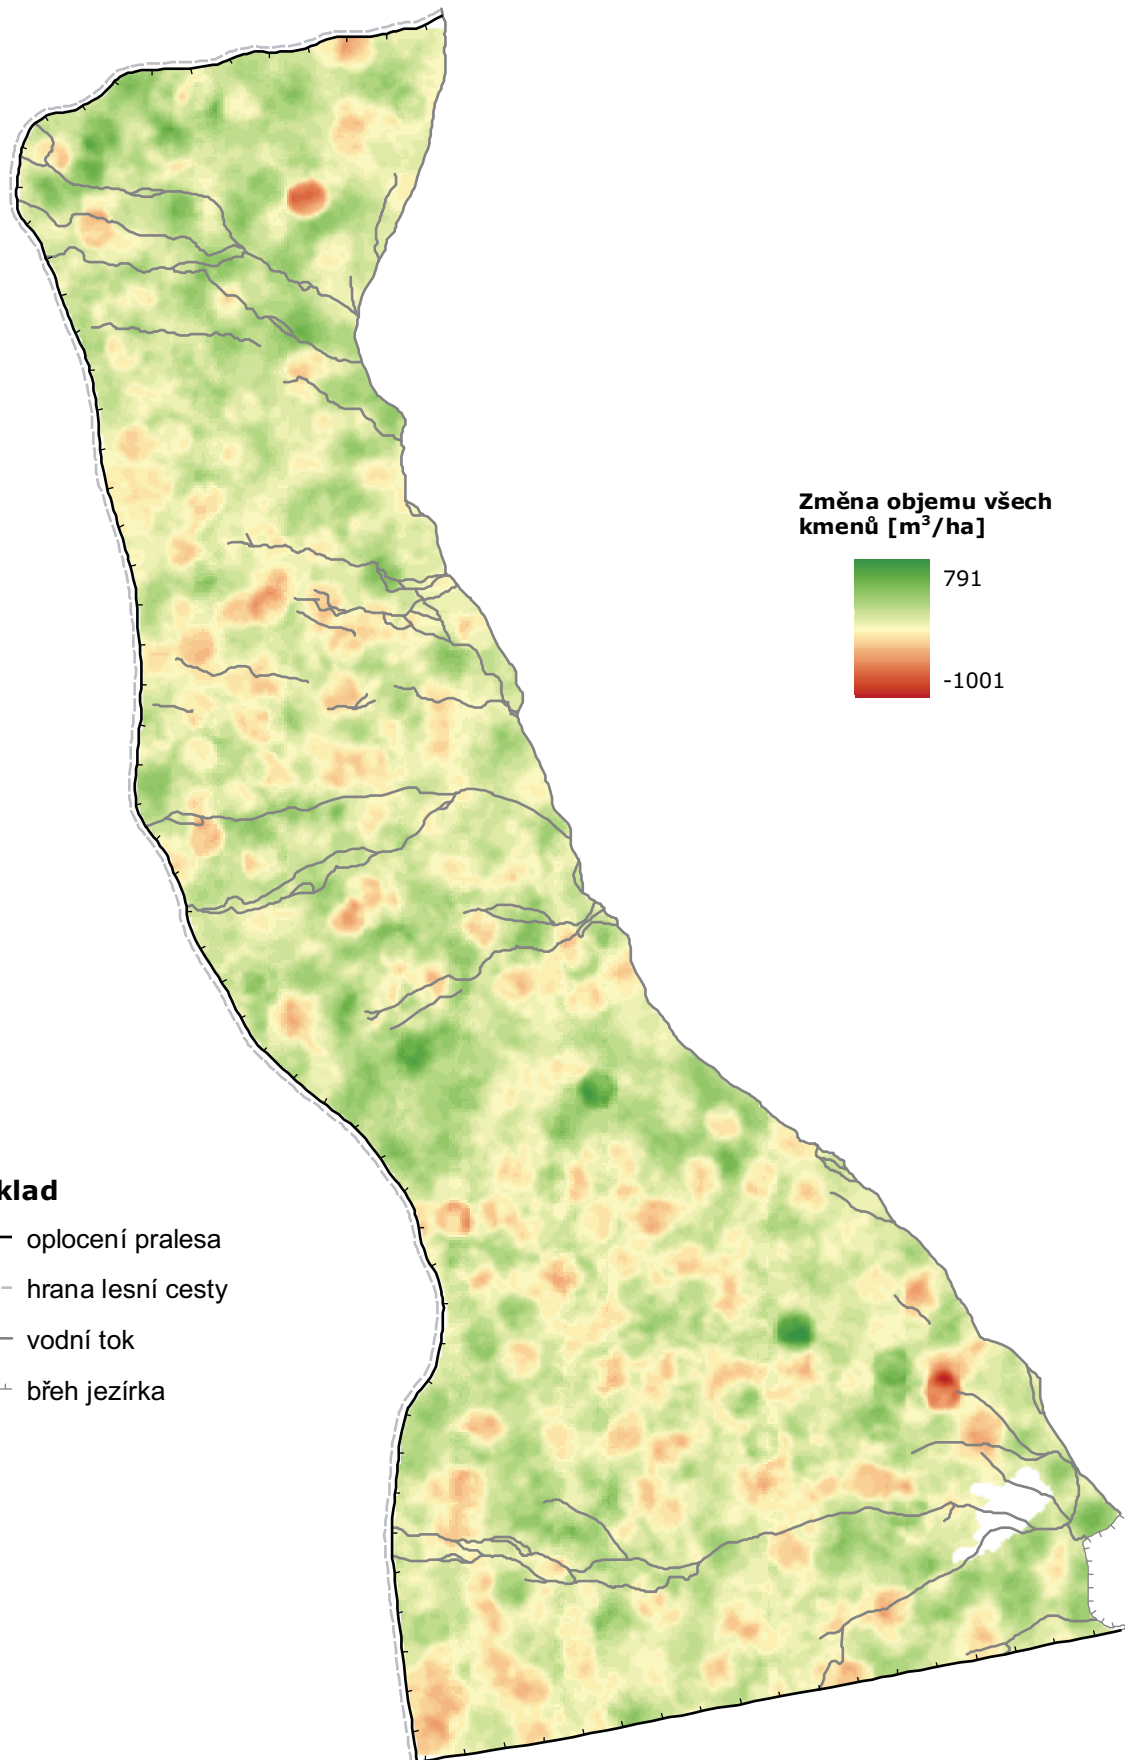 Změna objemu všech
kmenů [m³/ha]
791
-1001
klad
oplocení pralesa
hrana lesní cesty
vodní tok
břeh jezírka